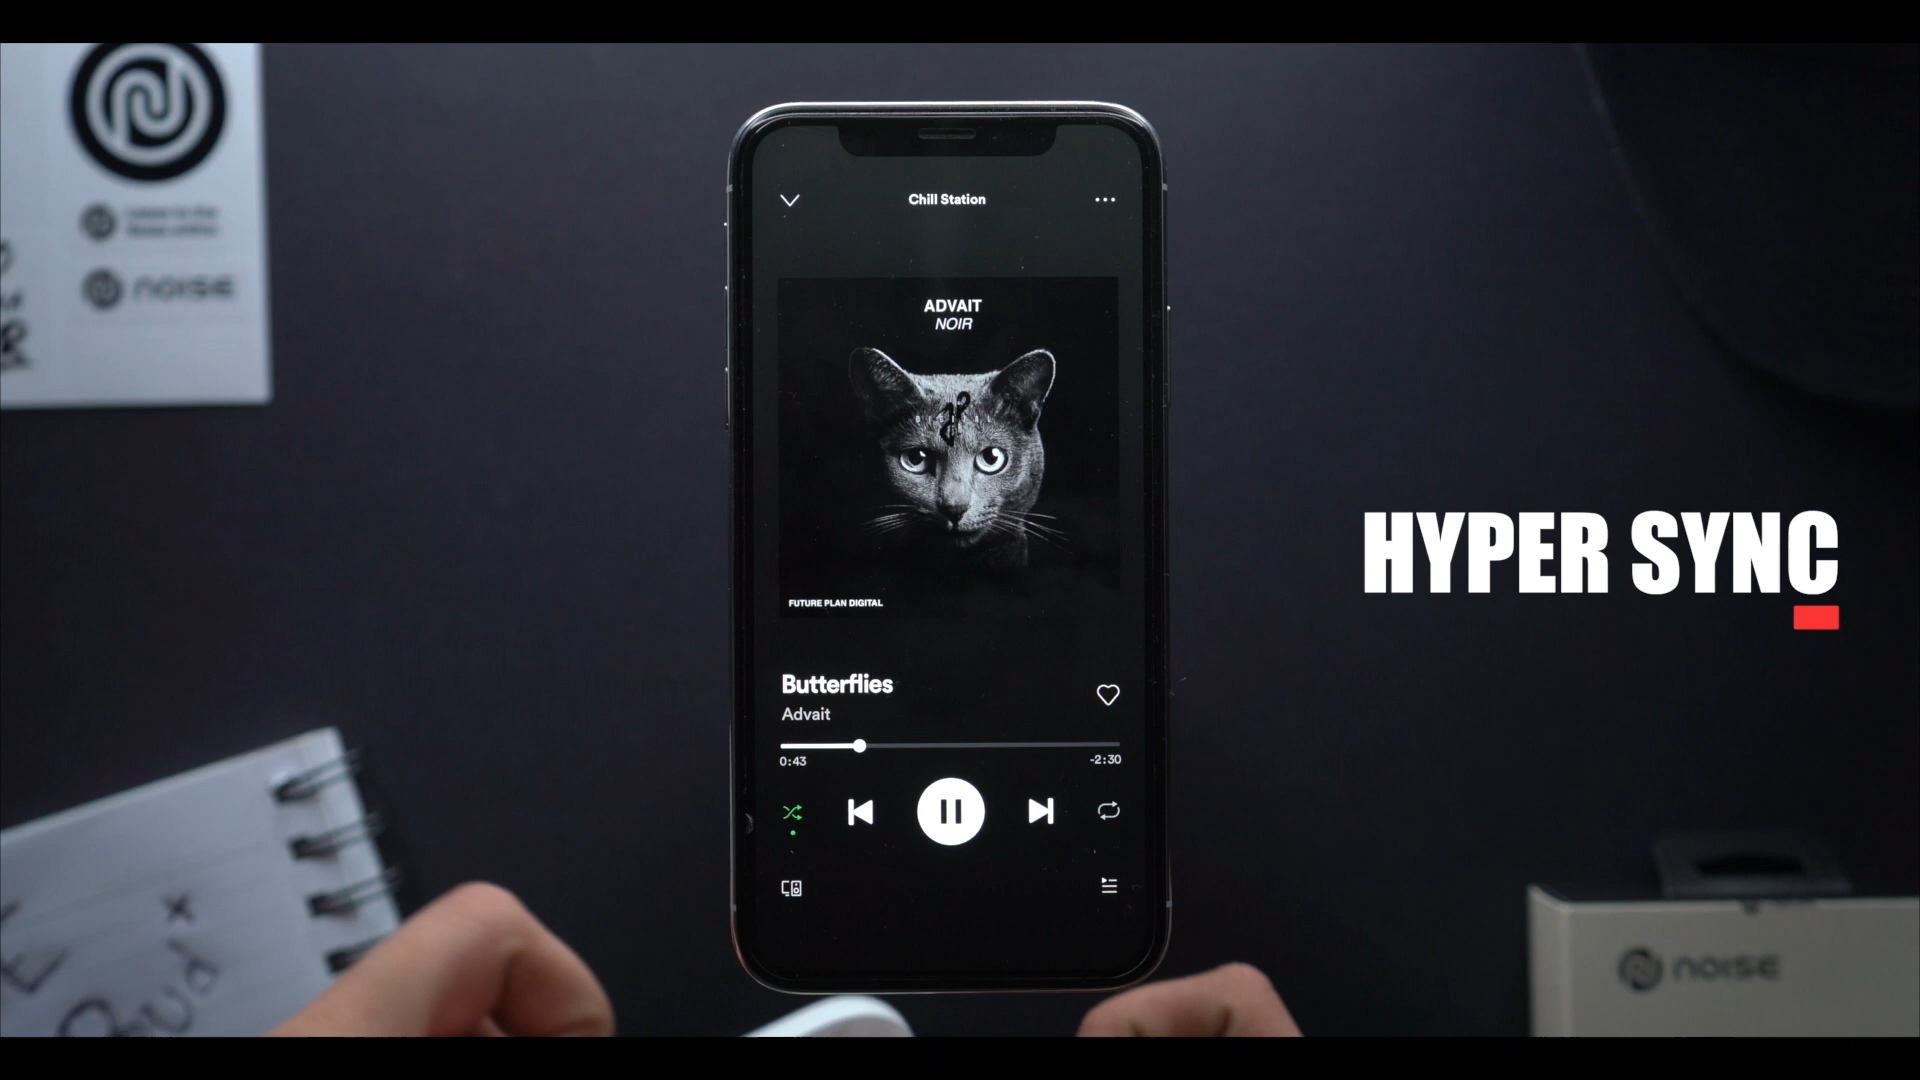 NOISE
Chill Station
ADVAIT
NOIR
FUTURE PLAN DIGITAL
Butterflies
Advait
0:43
-2:30
HYPER SYNC
NOISE